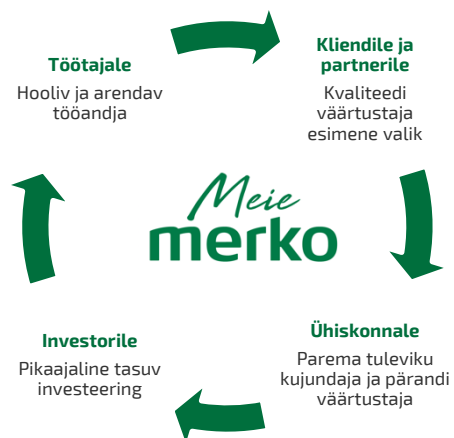 Töötajale
Hooliv ja arendav
tööandja
Kliendile ja
partnerile
Kvaliteedi
väärtustaja
esimene valik
Meie
merko
Investorile
Pikaajaline tasuv
investeering
Ühiskonnale
Parema tuleviku
kujundaja ja pärandi
väärtustaja